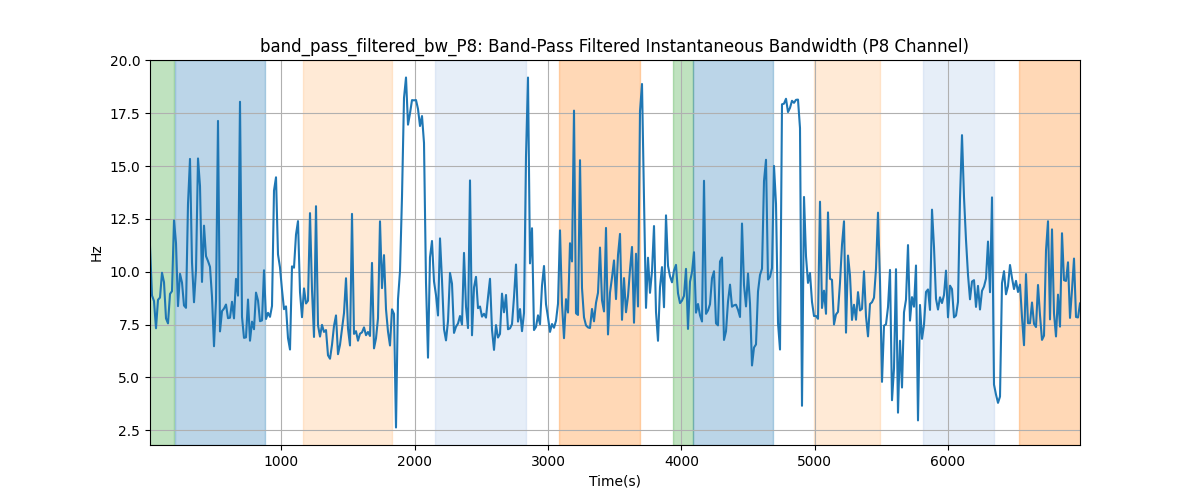 band_pass_filtered_bw_P8: Band-Pass Filtered Instantaneous Bandwidth (P8 Channel)
20.0
17.5
15.0
12.5
10.0
7.5
5.0
2.5
Hz
1000 2000 3000 4000 5000 6000
Time(s)